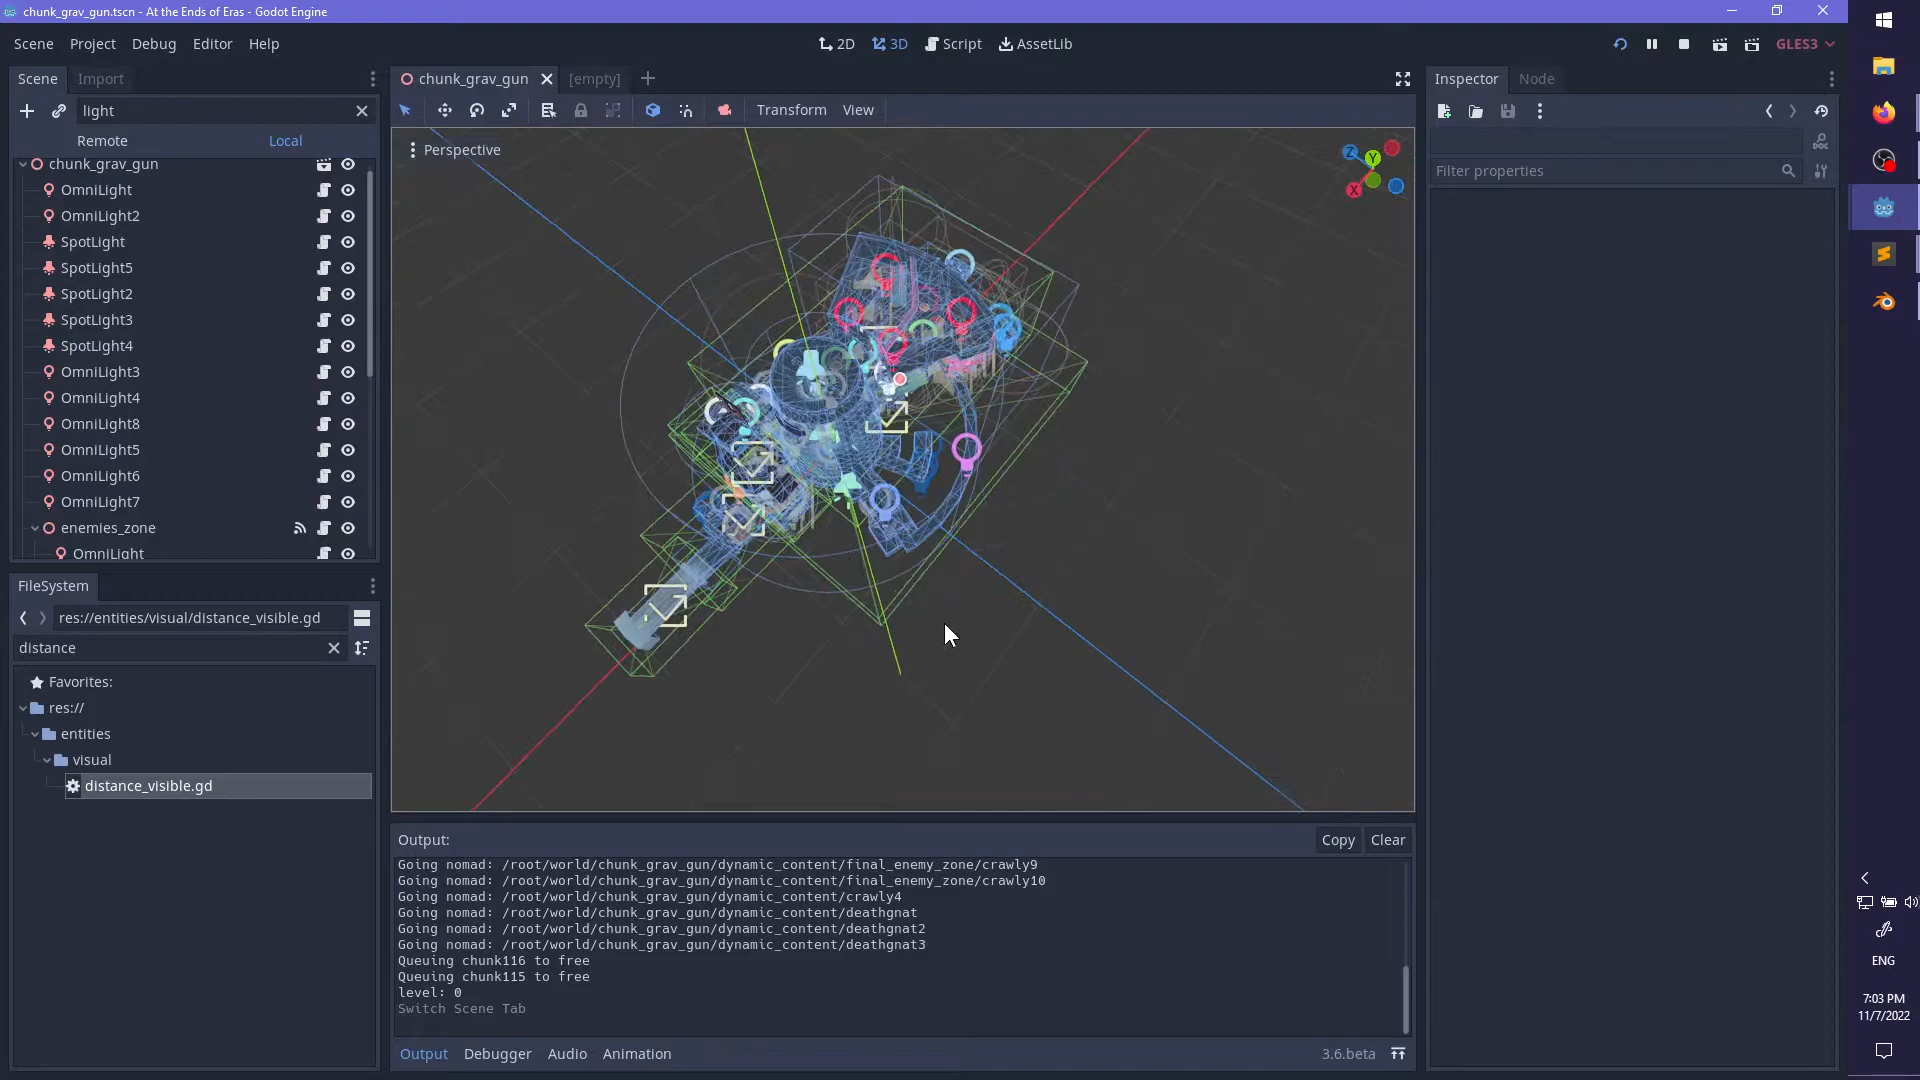 chunk_grav_gun.tscn - At the Ends of Eras - Godot Engine
Scene Project Debug Editor Help
2D 3D Script AssetLib
GLES3
Scene Import
chunk_grav_gun
[empty]
Inspector Node
light
Transform View
Remote Local
Perspective
Z Y X
DOC
Filter properties
chunk_grav_gun
OmniLight
OmniLight2
SpotLight
SpotLight5
SpotLight2
SpotLight3
SpotLight4
OmniLight3
OmniLight4
OmniLight8
OmniLight5
OmniLight6
OmniLight7
enemies_zone
OmniLight
FileSystem
res://entities/visual/distance_visible.gd
distance
Favorites:
res://
entities
visual
distance_visible.gd
Output:
Copy Clear
Going nomad: /root/world/chunk_grav_gun/dynamic_content/final_enemy_zone/crawly9
Going nomad: /root/world/chunk_grav_gun/dynamic_content/final_enemy_zone/crawly10
Going nomad: /root/world/chunk_grav_gun/dynamic_content/crawly4
Going nomad: /root/world/chunk_grav_gun/dynamic_content/deathgnat
Going nomad: /root/world/chunk_grav_gun/dynamic_content/deathgnat2
Going nomad: /root/world/chunk_grav_gun/dynamic_content/deathgnat3
Queuing chunk116 to free
Queuing chunk115 to free
level: 0
Switch Scene Tab
Output Debugger Audio Animation
3.6.beta
ENG
7:03 PM
11/7/2022